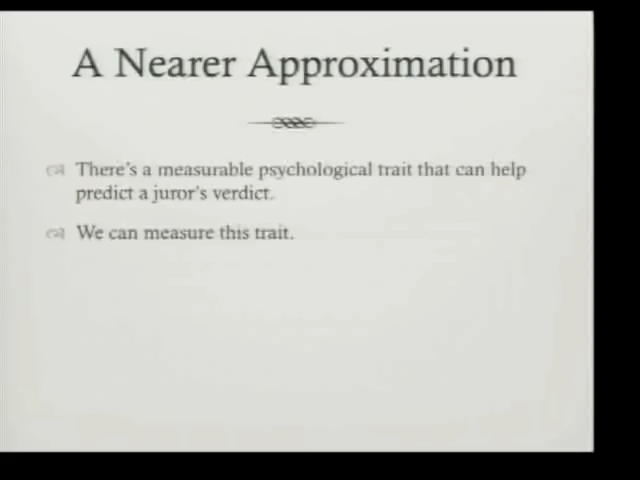 A Nearer Approximation
There's a measurable psychological trait that can help
predict a juror's verdict.
We can measure this trait.